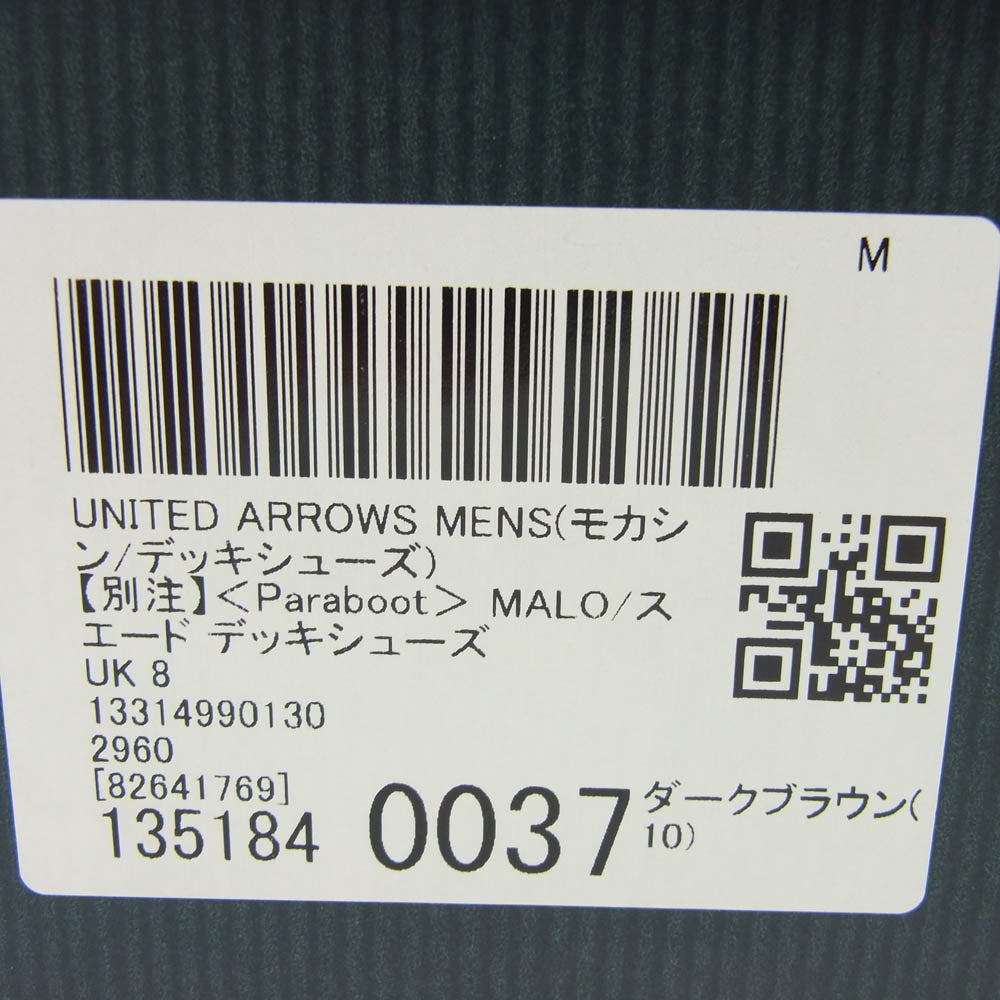 M
UNITED ARROWS MENS(モカシ
ン/デッキシューズ)
【別注】<Paraboot> MALO/ス
エード デッキシューズ
UK 8
13314990130
2960
[82641769]
135184 0037 ダークブラウン(
10)